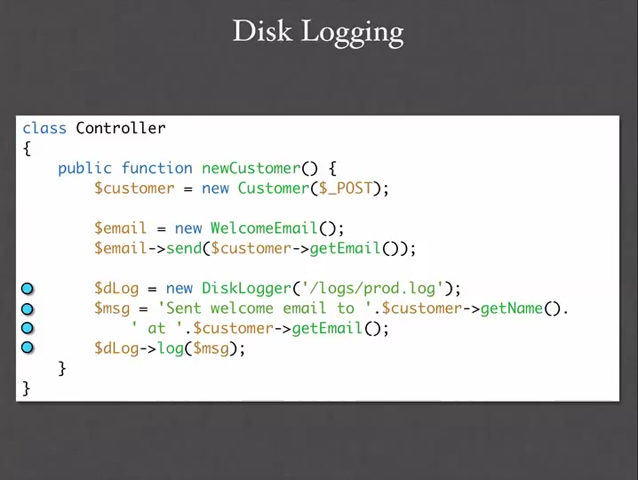 Disk Logging
class Controller
{
    public function newCustomer() {
        $customer = new Customer($_POST);
        $email = new WelcomeEmail();
        $email->send($customer->getEmail());
        $dLog = new DiskLogger('/logs/prod.log');
        $msg = 'Sent welcome email to '.$customer->getName().
            ' at '.$customer->getEmail();
        $dLog->log($msg);
    }
}